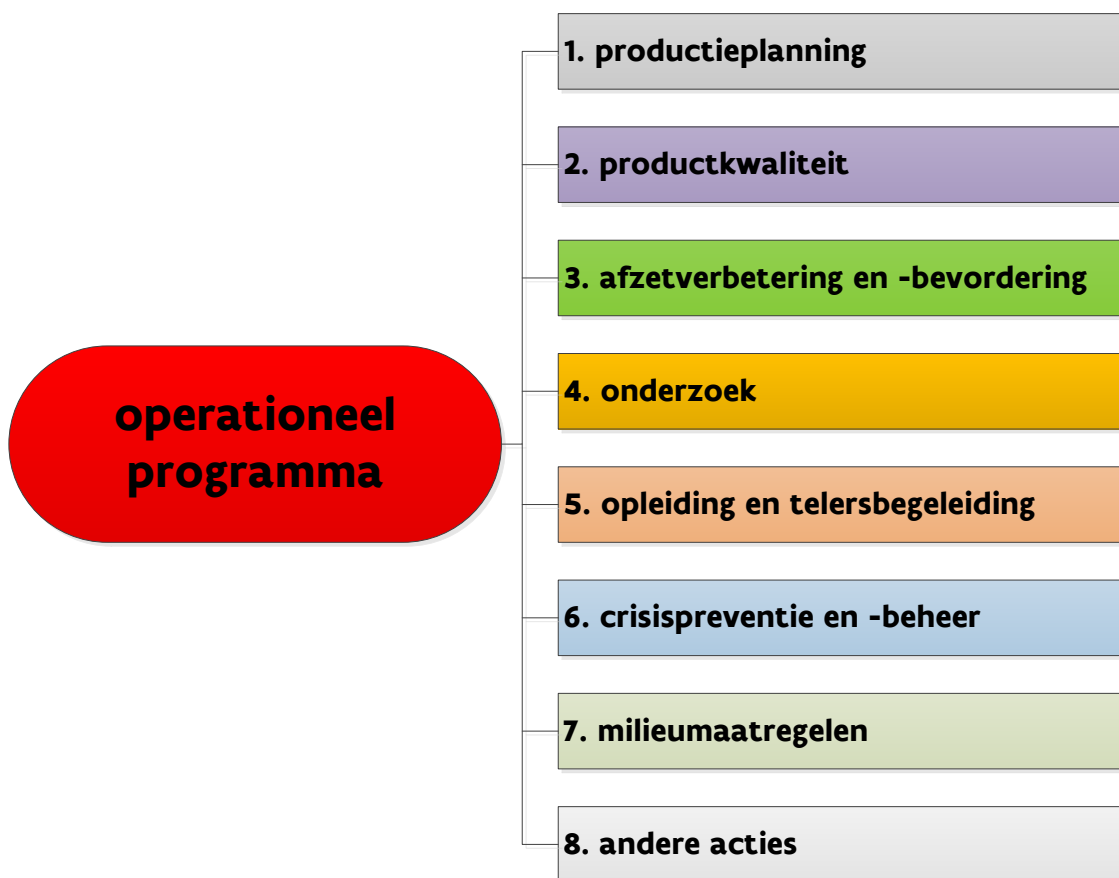 1. productieplanning
2. productkwaliteit
3. afzetverbetering en -bevordering
4. onderzoek
operationeel
programma
5. opleiding en telersbegeleiding
6. crisispreventie en -beheer
7. milieumaatregelen
8. andere acties